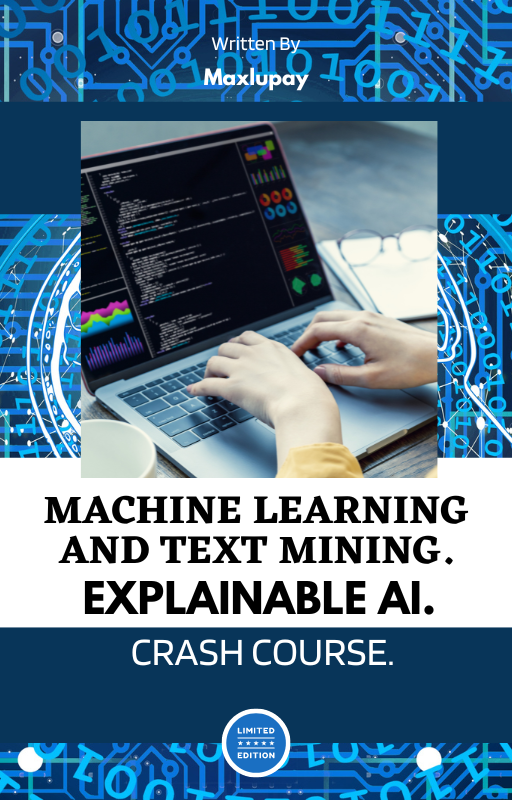 Written By
Maxlupay
MACHINE LEARNING
AND TEXT MINING.
EXPLAINABLE AI.
CRASH COURSE.
LIMITED
EDITION